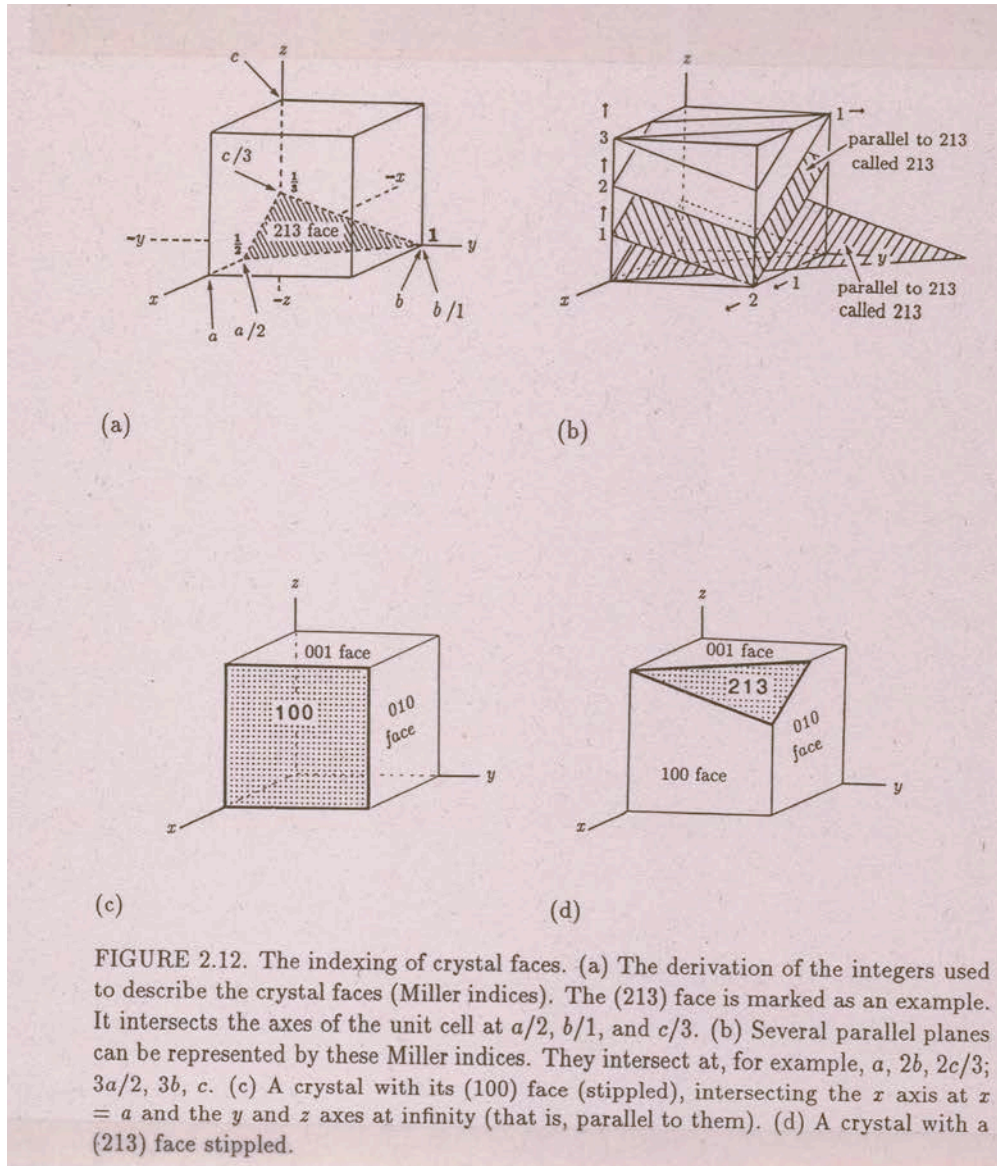 z
c
c/3
1/3
−x
213 face
−y
1/2
1
y
x
−z
a
a/2
b
b/1
(a)
z
1→
↑
3
parallel to 213
called 213
↑
2
↑
1
y
x
↙ 2
↙ 1
parallel to 213
called 213
(b)
z
001 face
100
010
face
y
x
(c)
z
001 face
213
010
face
100 face
y
x
(d)
FIGURE 2.12. The indexing of crystal faces. (a) The derivation of the integers used
to describe the crystal faces (Miller indices). The (213) face is marked as an example.
It intersects the axes of the unit cell at a/2, b/1, and c/3. (b) Several parallel planes
can be represented by these Miller indices. They intersect at, for example, a, 2b, 2c/3;
3a/2, 3b, c. (c) A crystal with its (100) face (stippled), intersecting the x axis at x
= a and the y and z axes at infinity (that is, parallel to them). (d) A crystal with a
(213) face stippled.